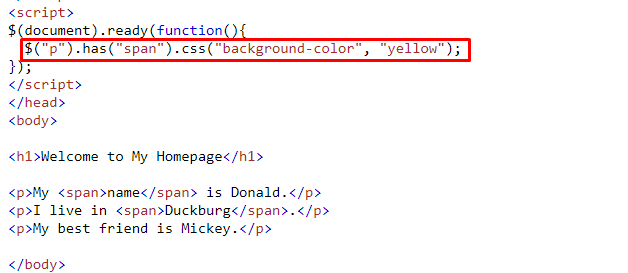 <script>
$(document).ready(function(){
$("p").has("span").css("background-color", "yellow");
});
</script>
</head>
<body>
<h1>Welcome to My Homepage</h1>
<p>My <span>name</span> is Donald.</p>
<p>I live in <span>Duckburg</span>.</p>
<p>My best friend is Mickey.</p>
</body>